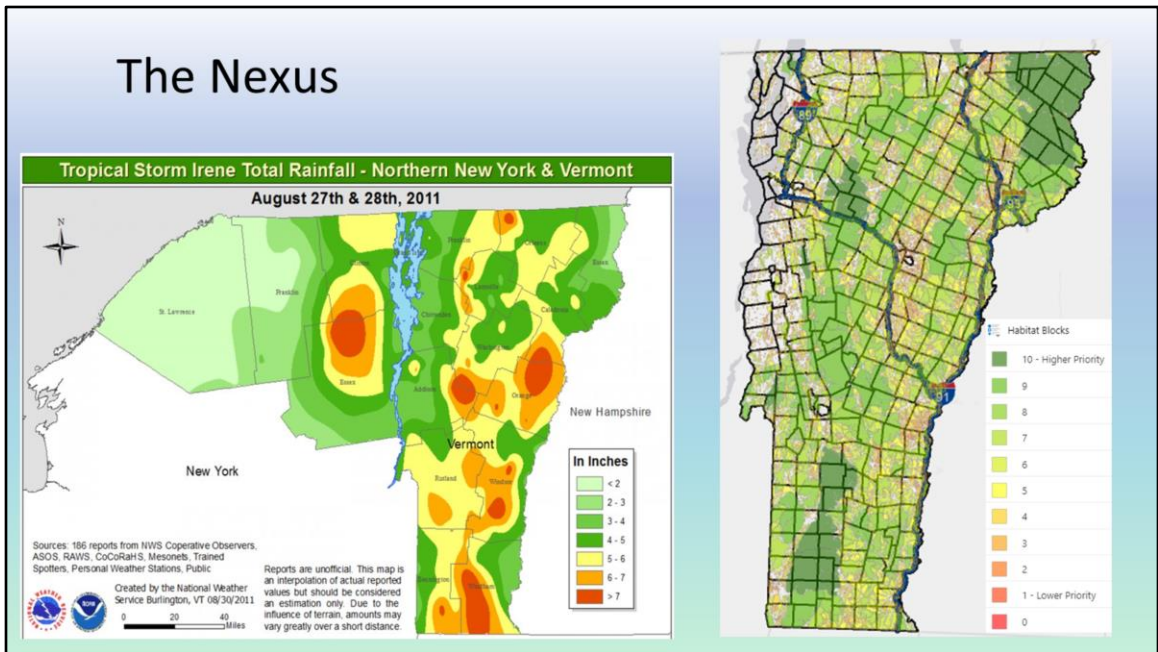 The Nexus
Tropical Storm Irene Total Rainfall - Northern New York & Vermont
August 27th & 28th, 2011
N
St. Lawrence
Franklin
Essex
Franklin
Orleans
Essex
Lamoille
Caledonia
Chittenden
Washington
Addison
Orange
Rutland
Windsor
Bennington
Windham
Vermont
New York
New Hampshire
In Inches
< 2
2 - 3
3 - 4
4 - 5
5 - 6
6 - 7
> 7
Sources: 186 reports from NWS Coperative Observers,
ASOS, RAWS, CoCoRaHS, Mesonets, Trained
Spotters, Personal Weather Stations, Public
Created by the National Weather
Service Burlington, VT 08/30/2011
0 20 40
Miles
Reports are unofficial. This map is
an interpolation of actual reported
values but should be considered
an estimation only. Due to the
influence of terrain, amounts may
vary greatly over a short distance.
89
93
91
Habitat Blocks
10 - Higher Priority
9
8
7
6
5
4
3
2
1 - Lower Priority
0